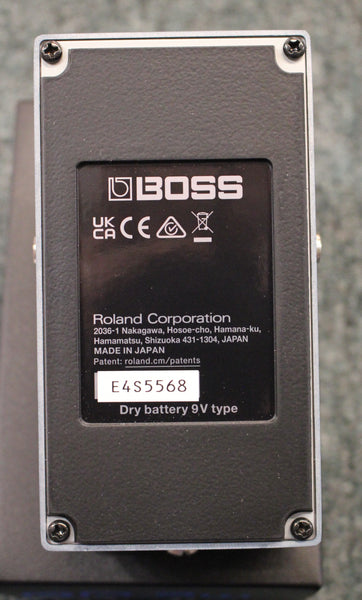 BOSS
UK
CA CE
Roland Corporation
2036-1 Nakagawa, Hosoe-cho, Hamana-ku,
Hamamatsu, Shizuoka 431-1304, JAPAN
MADE IN JAPAN
Patent: roland.cm/patents
E4S5568
Dry battery 9V type